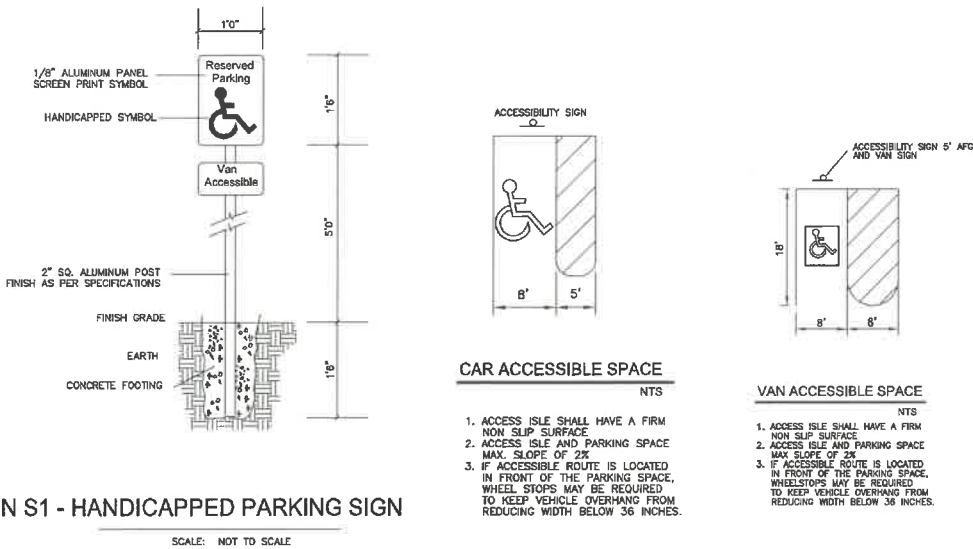 1'0"
1/8" ALUMINUM PANEL
SCREEN PRINT SYMBOL
HANDICAPPED SYMBOL
Reserved
Parking
1'6"
Van
Accessible
5'0"
2" SQ. ALUMINUM POST
FINISH AS PER SPECIFICATIONS
FINISH GRADE
EARTH
CONCRETE FOOTING
1'6"
N S1 - HANDICAPPED PARKING SIGN
SCALE: NOT TO SCALE
ACCESSIBILITY SIGN
8'
5'
CAR ACCESSIBLE SPACE
NTS
1. ACCESS ISLE SHALL HAVE A FIRM
NON SLIP SURFACE
2. ACCESS ISLE AND PARKING SPACE
MAX. SLOPE OF 2%
3. IF ACCESSIBLE ROUTE IS LOCATED
IN FRONT OF THE PARKING SPACE,
WHEEL STOPS MAY BE REQUIRED
TO KEEP VEHICLE OVERHANG FROM
REDUCING WIDTH BELOW 36 INCHES.
ACCESSIBILITY SIGN 5' AFG
AND VAN SIGN
18'
8'
8'
VAN ACCESSIBLE SPACE
NTS
1. ACCESS ISLE SHALL HAVE A FIRM
NON SLIP SURFACE
2. ACCESS ISLE AND PARKING SPACE
MAX SLOPE OF 2%
3. IF ACCESSIBLE ROUTE IS LOCATED
IN FRONT OF THE PARKING SPACE,
WHEELSTOPS MAY BE REQUIRED
TO KEEP VEHICLE OVERHANG FROM
REDUCING WIDTH BELOW 36 INCHES.